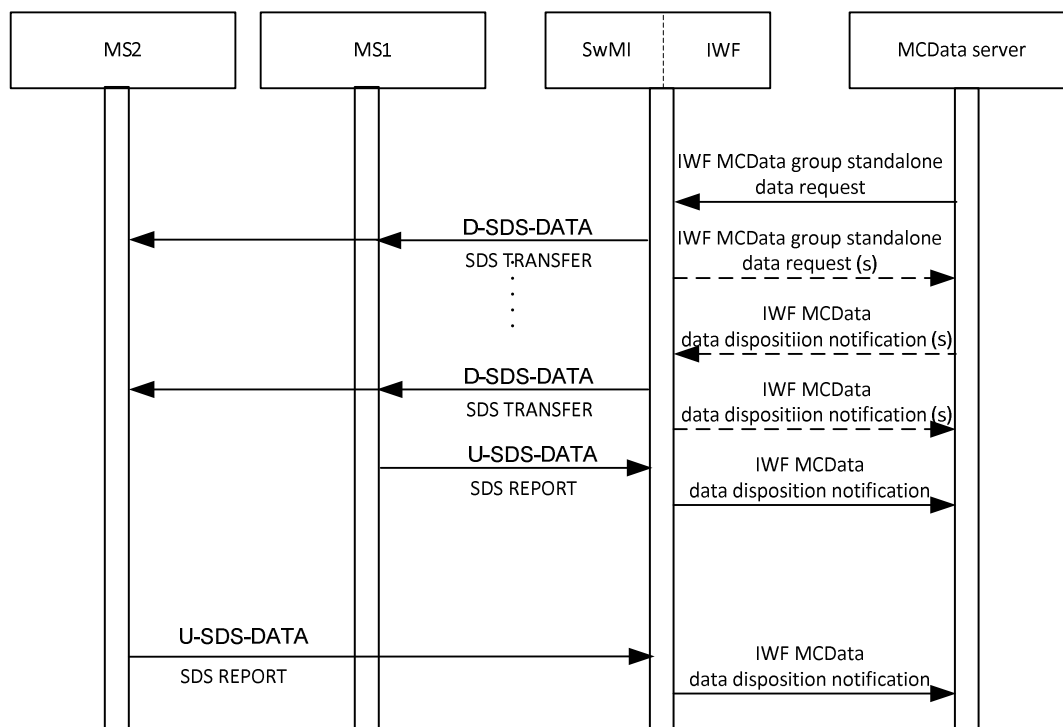 MS2
MS1
SwMI
IWF
MCData server
IWF MCData group standalone
data request
D-SDS-DATA
SDS TRANSFER
IWF MCData group standalone
data request (s)
IWF MCData
data dispositiion notification (s)
D-SDS-DATA
SDS TRANSFER
IWF MCData
data dispositiion notification (s)
U-SDS-DATA
SDS REPORT
IWF MCData
data disposition notification
U-SDS-DATA
SDS REPORT
IWF MCData
data disposition notification